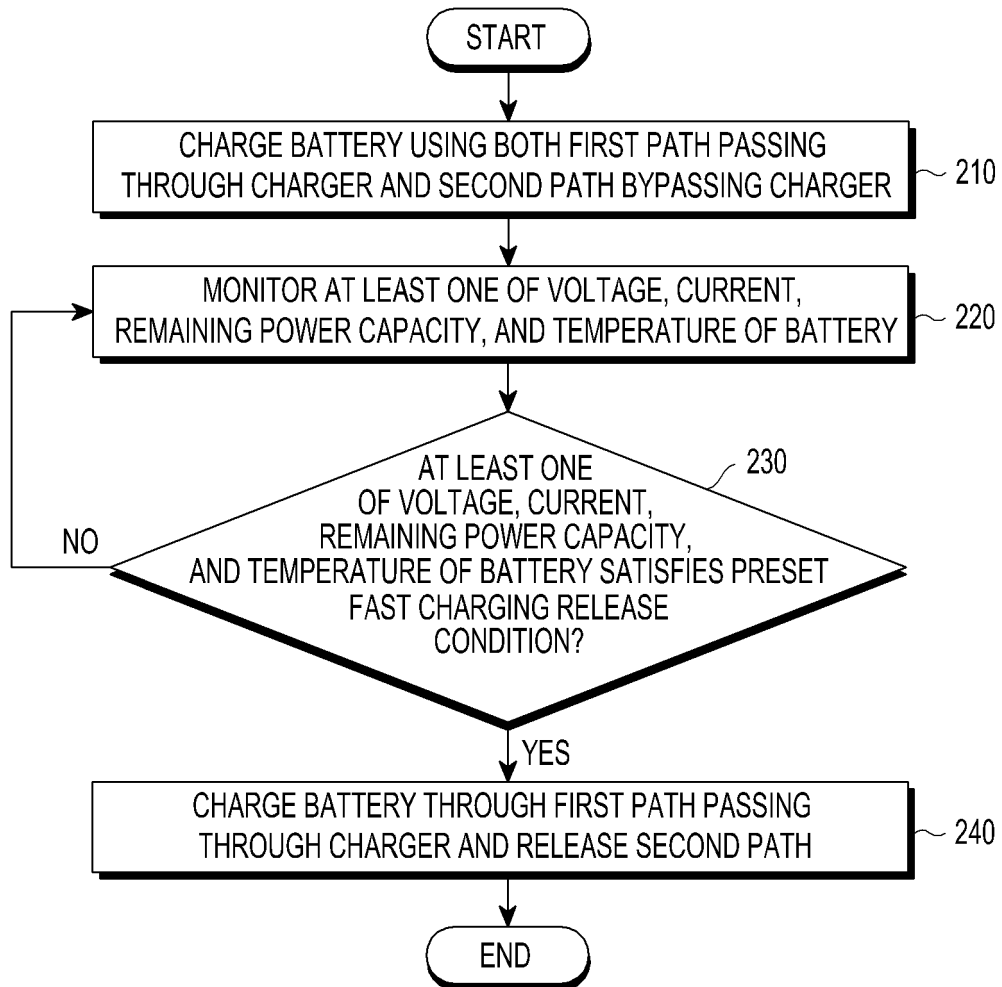 START
CHARGE BATTERY USING BOTH FIRST PATH PASSING
THROUGH CHARGER AND SECOND PATH BYPASSING CHARGER
210
MONITOR AT LEAST ONE OF VOLTAGE, CURRENT,
REMAINING POWER CAPACITY, AND TEMPERATURE OF BATTERY
220
AT LEAST ONE
OF VOLTAGE, CURRENT,
REMAINING POWER CAPACITY,
AND TEMPERATURE OF BATTERY SATISFIES PRESET
FAST CHARGING RELEASE
CONDITION?
230
NO
YES
CHARGE BATTERY THROUGH FIRST PATH PASSING
THROUGH CHARGER AND RELEASE SECOND PATH
240
END